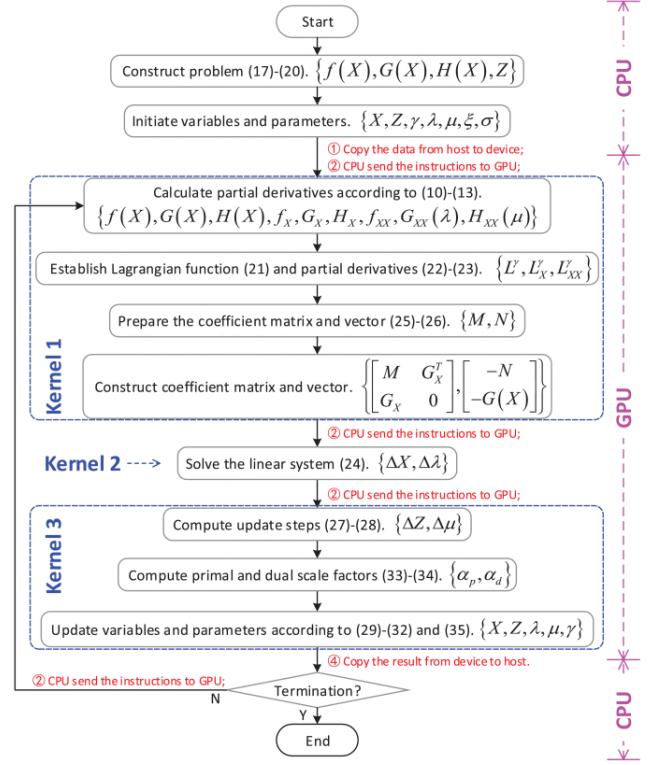 Start
Construct problem (17)-(20). {f(X), G(X), H(X), Z}
Initiate variables and parameters. {X, Z, γ, λ, μ, ξ, σ}
① Copy the data from host to device;
② CPU send the instructions to GPU;
CPU
Calculate partial derivatives according to (10)-(13).
{f(X), G(X), H(X), f_X, G_X, H_X, f_XX, G_XX(λ), H_XX(μ)}
Establish Lagrangian function (21) and partial derivatives (22)-(23). {L^γ, L^γ_X, L^γ_XX}
Prepare the coefficient matrix and vector (25)-(26). {M, N}
Construct coefficient matrix and vector. {[M G_X^T; G_X 0], [-N; -G(X)]}
Kernel 1
② CPU send the instructions to GPU;
Kernel 2
Solve the linear system (24). {ΔX, Δλ}
② CPU send the instructions to GPU;
GPU
Compute update steps (27)-(28). {ΔZ, Δμ}
Compute primal and dual scale factors (33)-(34). {α_p, α_d}
Update variables and parameters according to (29)-(32) and (35). {X, Z, λ, μ, γ}
Kernel 3
④ Copy the result from device to host.
② CPU send the instructions to GPU;
N
Termination?
Y
End
CPU